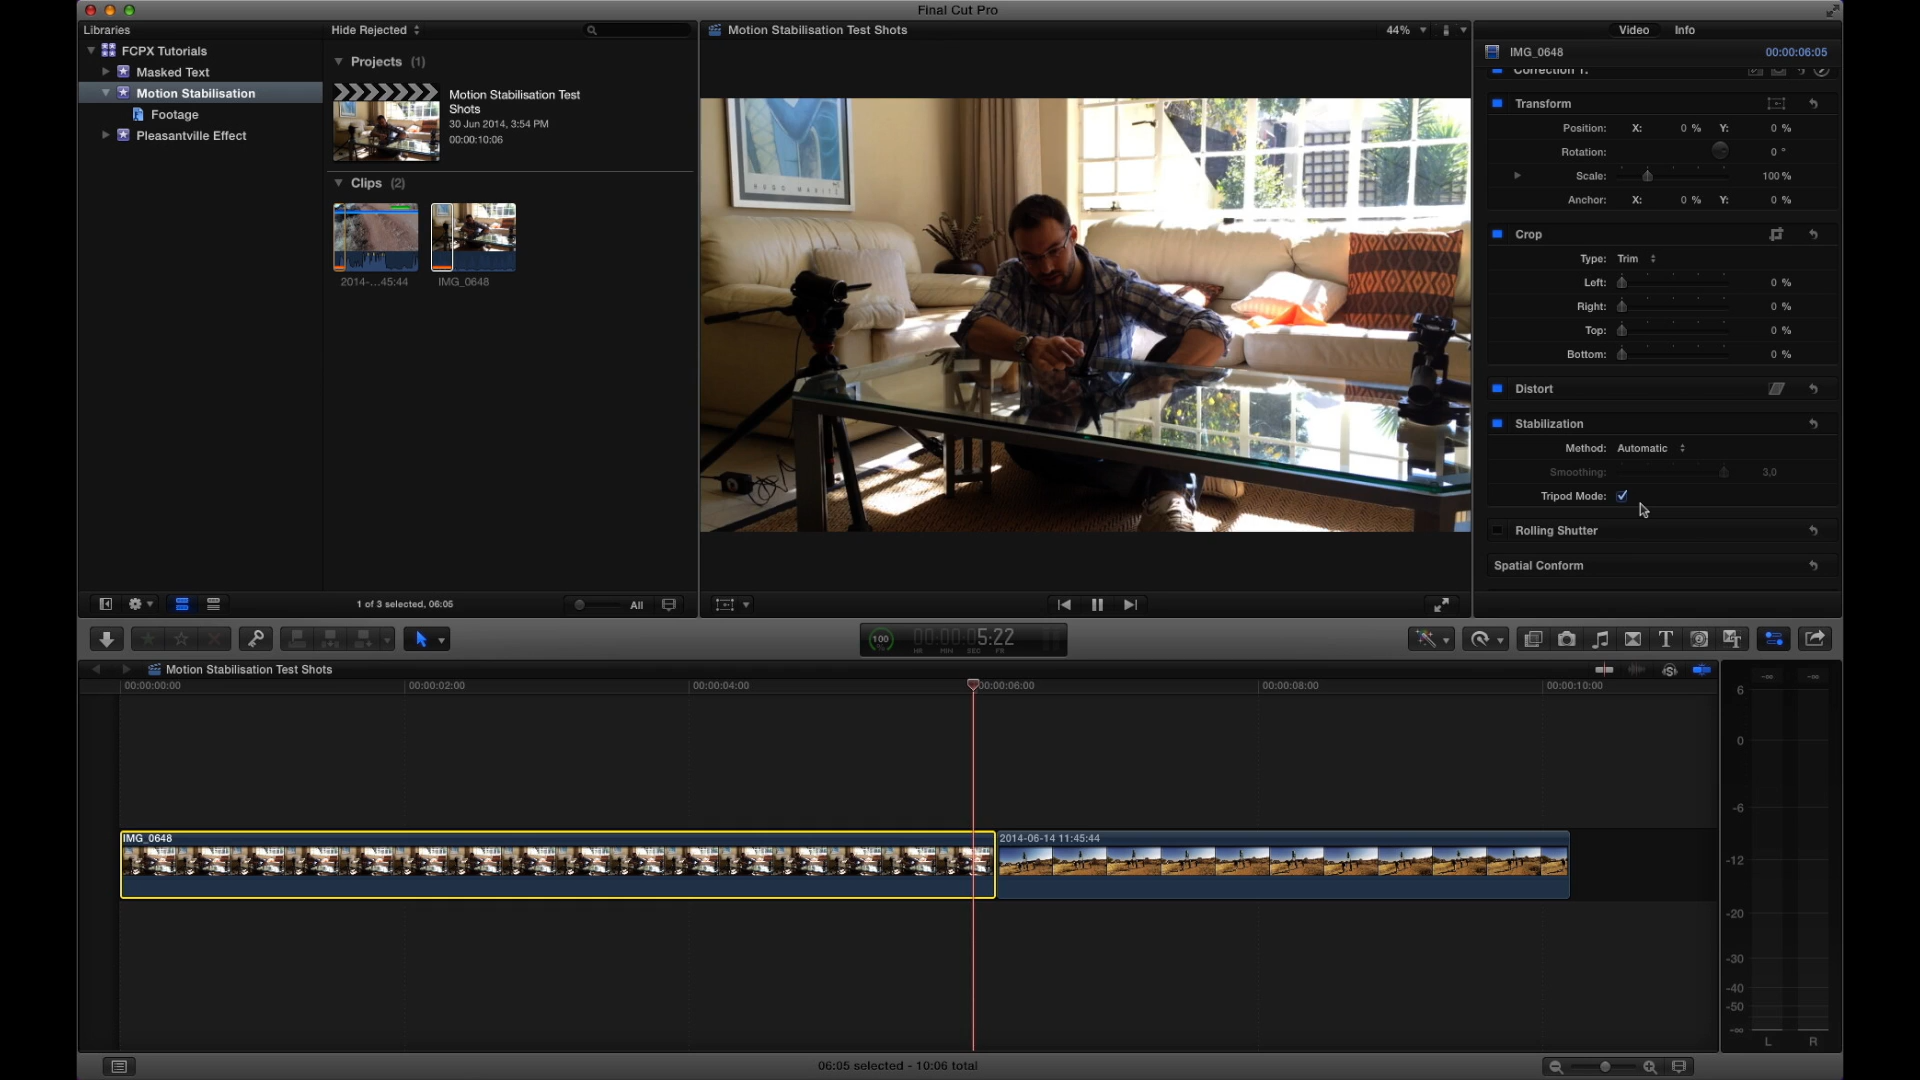 Final Cut Pro
Libraries
Hide Rejected
Motion Stabilisation Test Shots
44%
Video
Info
FCPX Tutorials
Masked Text
Motion Stabilisation
Footage
Pleasantville Effect
Projects (1)
Motion Stabilisation Test
Shots
30 Jun 2014, 3:54 PM
00:00:10:06
Clips (2)
2014-...45:44
IMG_0648
HUGO MARITZ
IMG_0648
00:00:06:05
Correction 1:
Transform
Position: X: 0 % Y: 0 %
Rotation: 0 °
Scale: 100 %
Anchor: X: 0 % Y: 0 %
Crop
Type: Trim
Left: 0 %
Right: 0 %
Top: 0 %
Bottom: 0 %
Distort
Stabilization
Method: Automatic
Smoothing: 3,0
Tripod Mode:
Rolling Shutter
Spatial Conform
1 of 3 selected, 06:05
All
100
%
00:00:05:22
HR MIN SEC FR
Motion Stabilisation Test Shots
00:00:00:00
00:00:02:00
00:00:04:00
00:00:06:00
00:00:08:00
00:00:10:00
IMG_0648
2014-06-14 11:45:44
-∞ -∞
6
0
-6
-12
-20
-30
-40
-50
-∞
L R
06:05 selected - 10:06 total